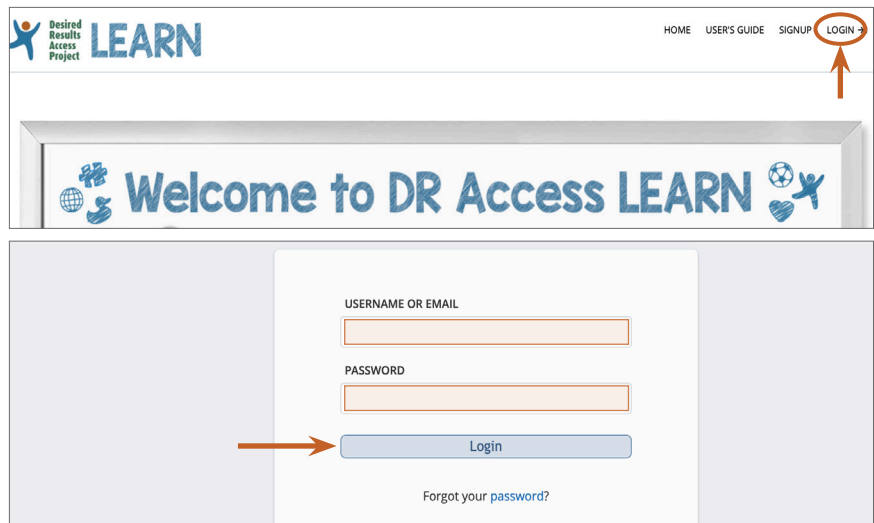 Desired
Results
Access
Project
LEARN
HOME USER'S GUIDE SIGNUP LOGIN →
Welcome to DR Access LEARN
USERNAME OR EMAIL
PASSWORD
Login
Forgot your password?